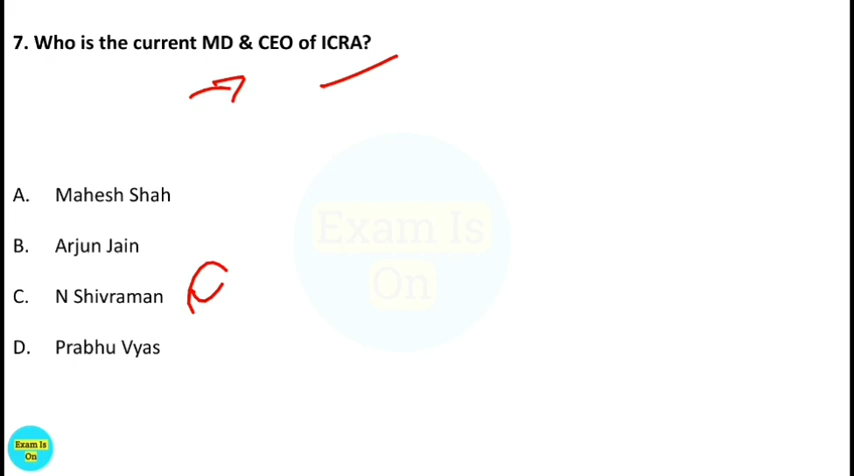 7. Who is the current MD & CEO of ICRA?
A. Mahesh Shah
Exam Is
On
B. Arjun Jain
C. N Shivraman
D. Prabhu Vyas
Exam Is
On